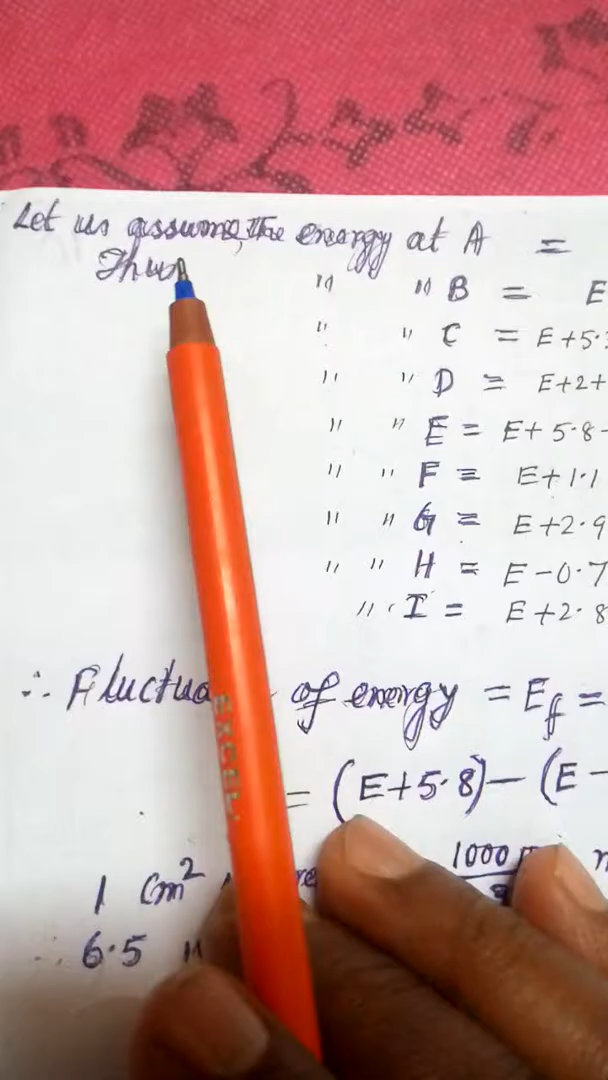 Let us assume, the energy at A =
Thus
" " B = E
" " C = E+5.
" " D = E+2+
" " E = E+5.8-
" " F = E+1.1
" " G = E+2.9
" " H = E-0.7
" " I = E+2.8
∴ Fluctua of energy = Ef =
= (E+5.8)-(E-
1 cm² 1000
∴ 6.5 "
EXCEL